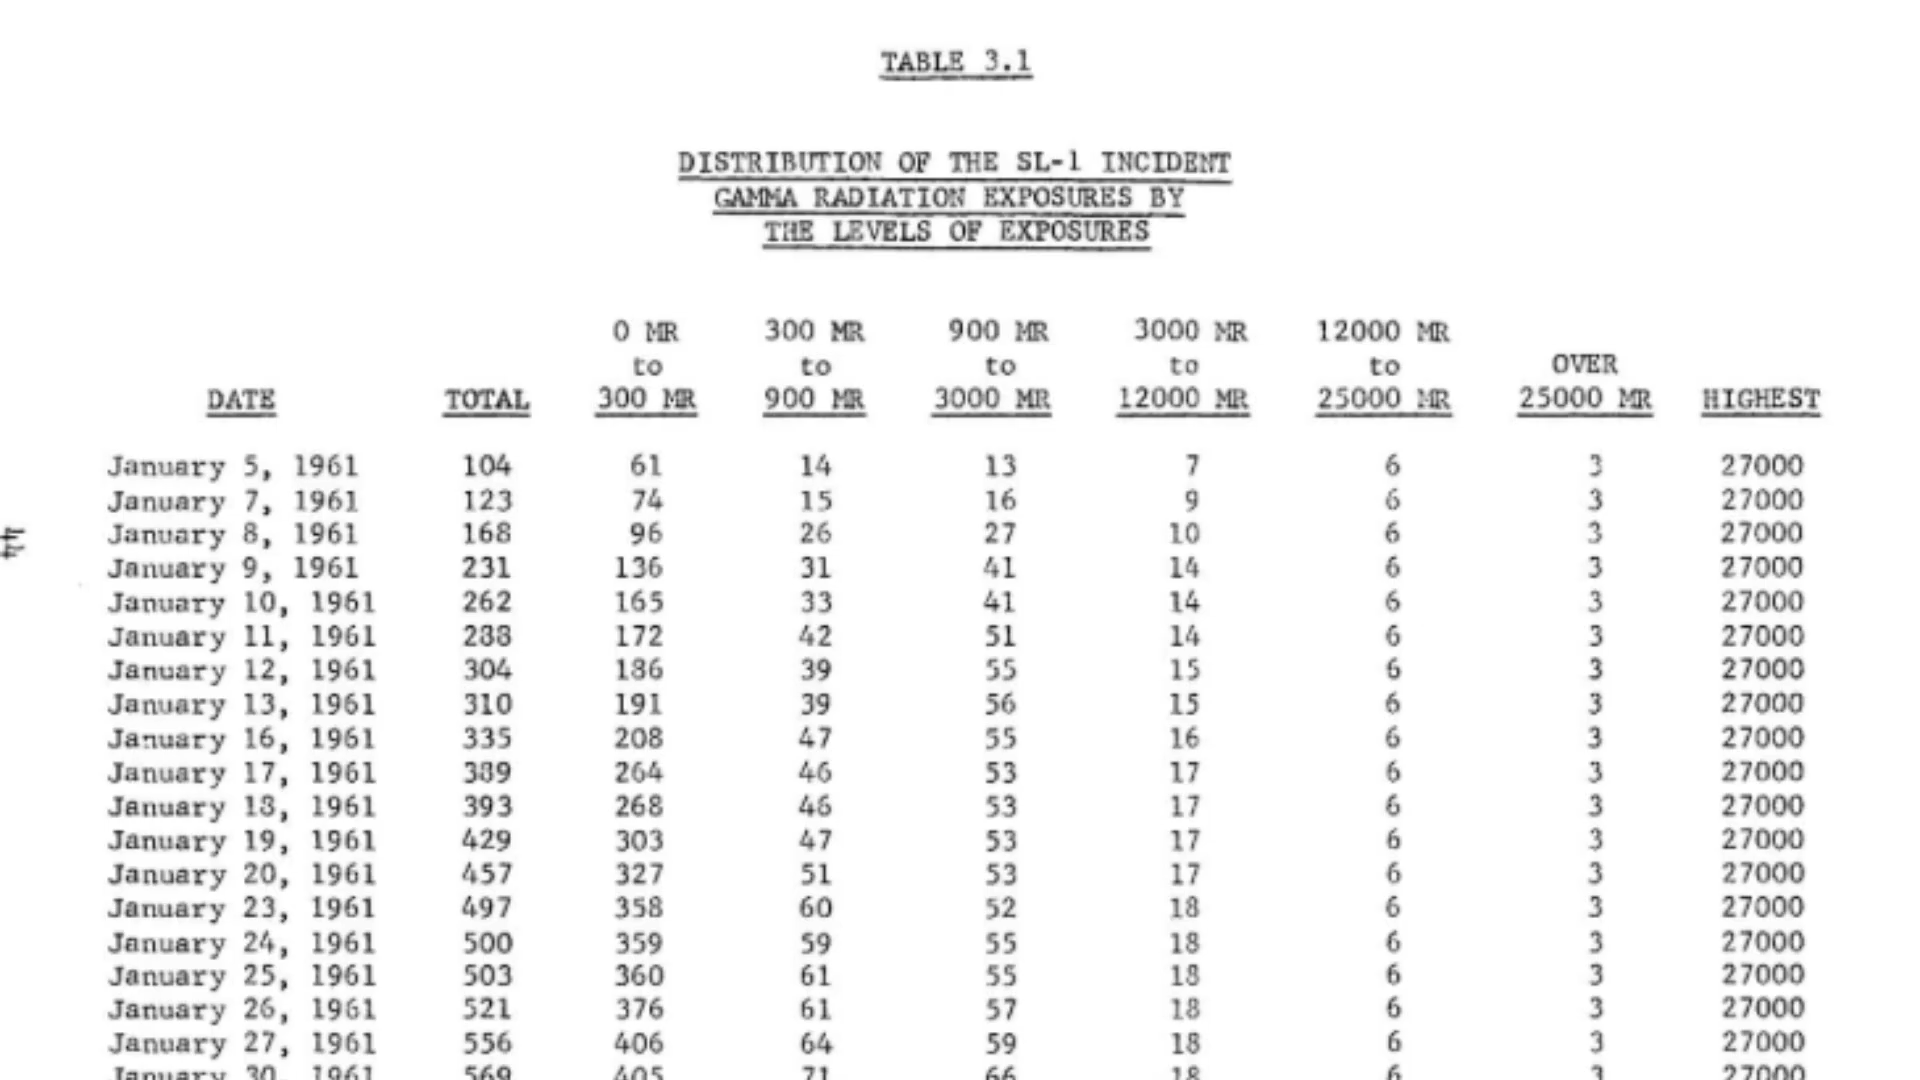 TABLE 3.1
DISTRIBUTION OF THE SL-1 INCIDENT
GAMMA RADIATION EXPOSURES BY
THE LEVELS OF EXPOSURES
0 MR 300 MR 900 MR 3000 MR 12000 MR
to to to to to OVER
DATE TOTAL 300 MR 900 MR 3000 MR 12000 MR 25000 MR 25000 MR HIGHEST
January 5, 1961 104 61 14 13 7 6 3 27000
January 7, 1961 123 74 15 16 9 6 3 27000
January 8, 1961 168 96 26 27 10 6 3 27000
44
January 9, 1961 231 136 31 41 14 6 3 27000
January 10, 1961 262 165 33 41 14 6 3 27000
January 11, 1961 288 172 42 51 14 6 3 27000
January 12, 1961 304 186 39 55 15 6 3 27000
January 13, 1961 310 191 39 56 15 6 3 27000
January 16, 1961 335 208 47 55 16 6 3 27000
January 17, 1961 389 264 46 53 17 6 3 27000
January 18, 1961 393 268 46 53 17 6 3 27000
January 19, 1961 429 303 47 53 17 6 3 27000
January 20, 1961 457 327 51 53 17 6 3 27000
January 23, 1961 497 358 60 52 18 6 3 27000
January 24, 1961 500 359 59 55 18 6 3 27000
January 25, 1961 503 360 61 55 18 6 3 27000
January 26, 1961 521 376 61 57 18 6 3 27000
January 27, 1961 556 406 64 59 18 6 3 27000
January 30, 1961 569 405 71 66 18 6 3 27000